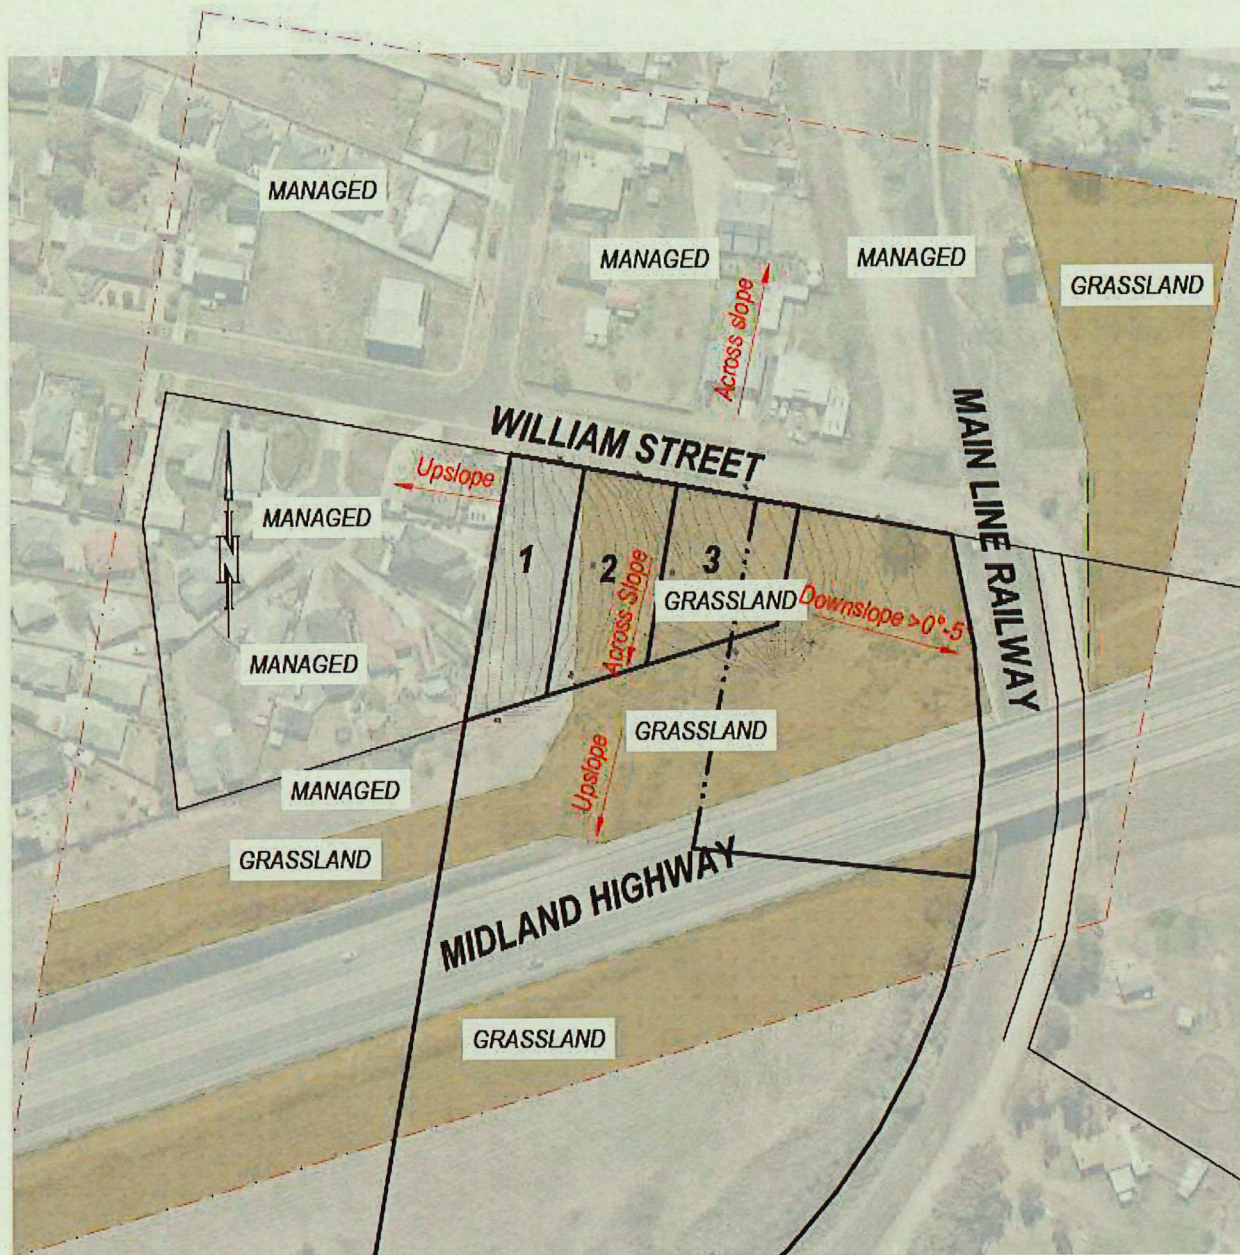 MANAGED
MANAGED
MANAGED
GRASSLAND
Across slope
WILLIAM STREET
MAIN LINE RAILWAY
Upslope
MANAGED
N
1
2
3
GRASSLAND
Across Slope
Downslope >0°-5
MANAGED
GRASSLAND
Upslope
MANAGED
GRASSLAND
MIDLAND HIGHWAY
GRASSLAND